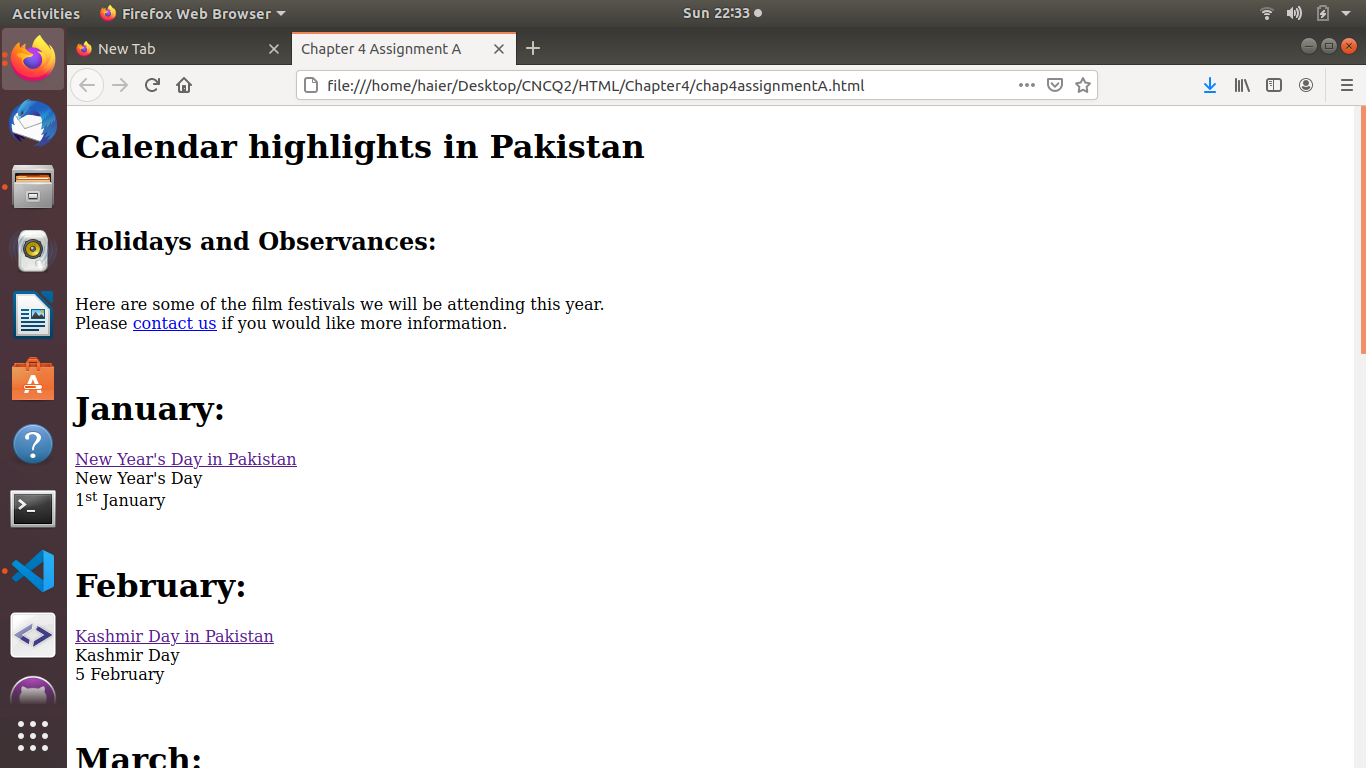 Activities Firefox Web Browser Sun 22:33
New Tab Chapter 4 Assignment A
file:///home/haier/Desktop/CNCQ2/HTML/Chapter4/chap4assignmentA.html
Calendar highlights in Pakistan
Holidays and Observances:
Here are some of the film festivals we will be attending this year.
Please contact us if you would like more information.
January:
New Year's Day in Pakistan
New Year's Day
1st January
February:
Kashmir Day in Pakistan
Kashmir Day
5 February
March: